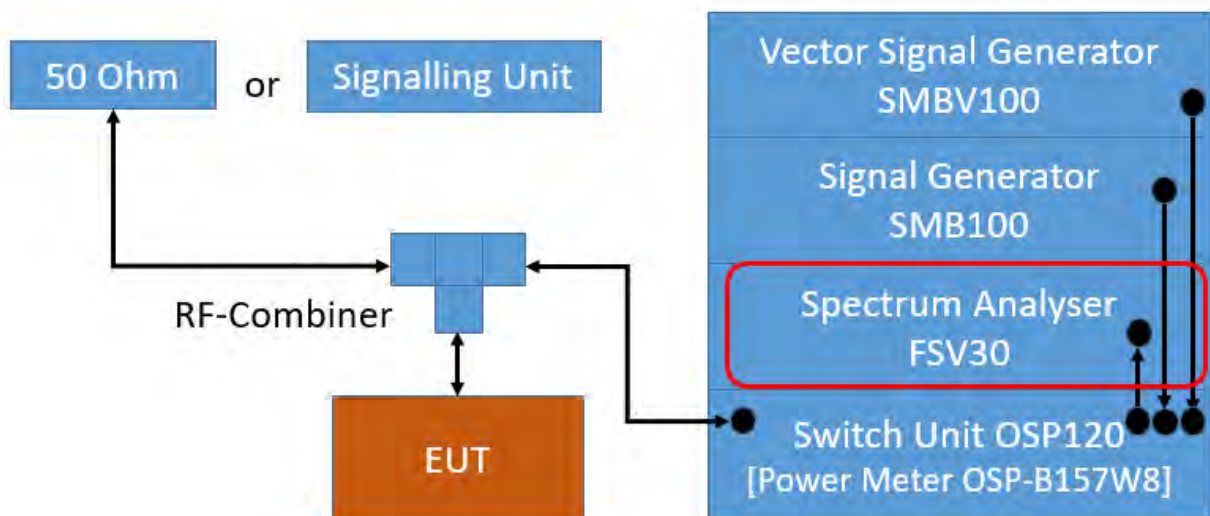 50 Ohm
or
Signalling Unit
RF-Combiner
EUT
Vector Signal Generator
SMBV100
Signal Generator
SMB100
Spectrum Analyser
FSV30
Switch Unit OSP120
[Power Meter OSP-B157W8]